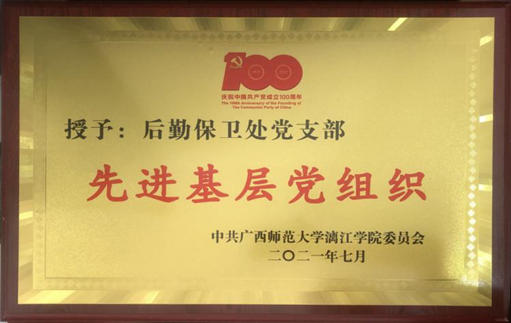 100
庆祝中国共产党成立100周年
The 100th Anniversary of the Founding of
The Communist Party of China
授予：后勤保卫处党支部
先进基层党组织
中共广西师范大学漓江学院委员会
二〇二一年七月